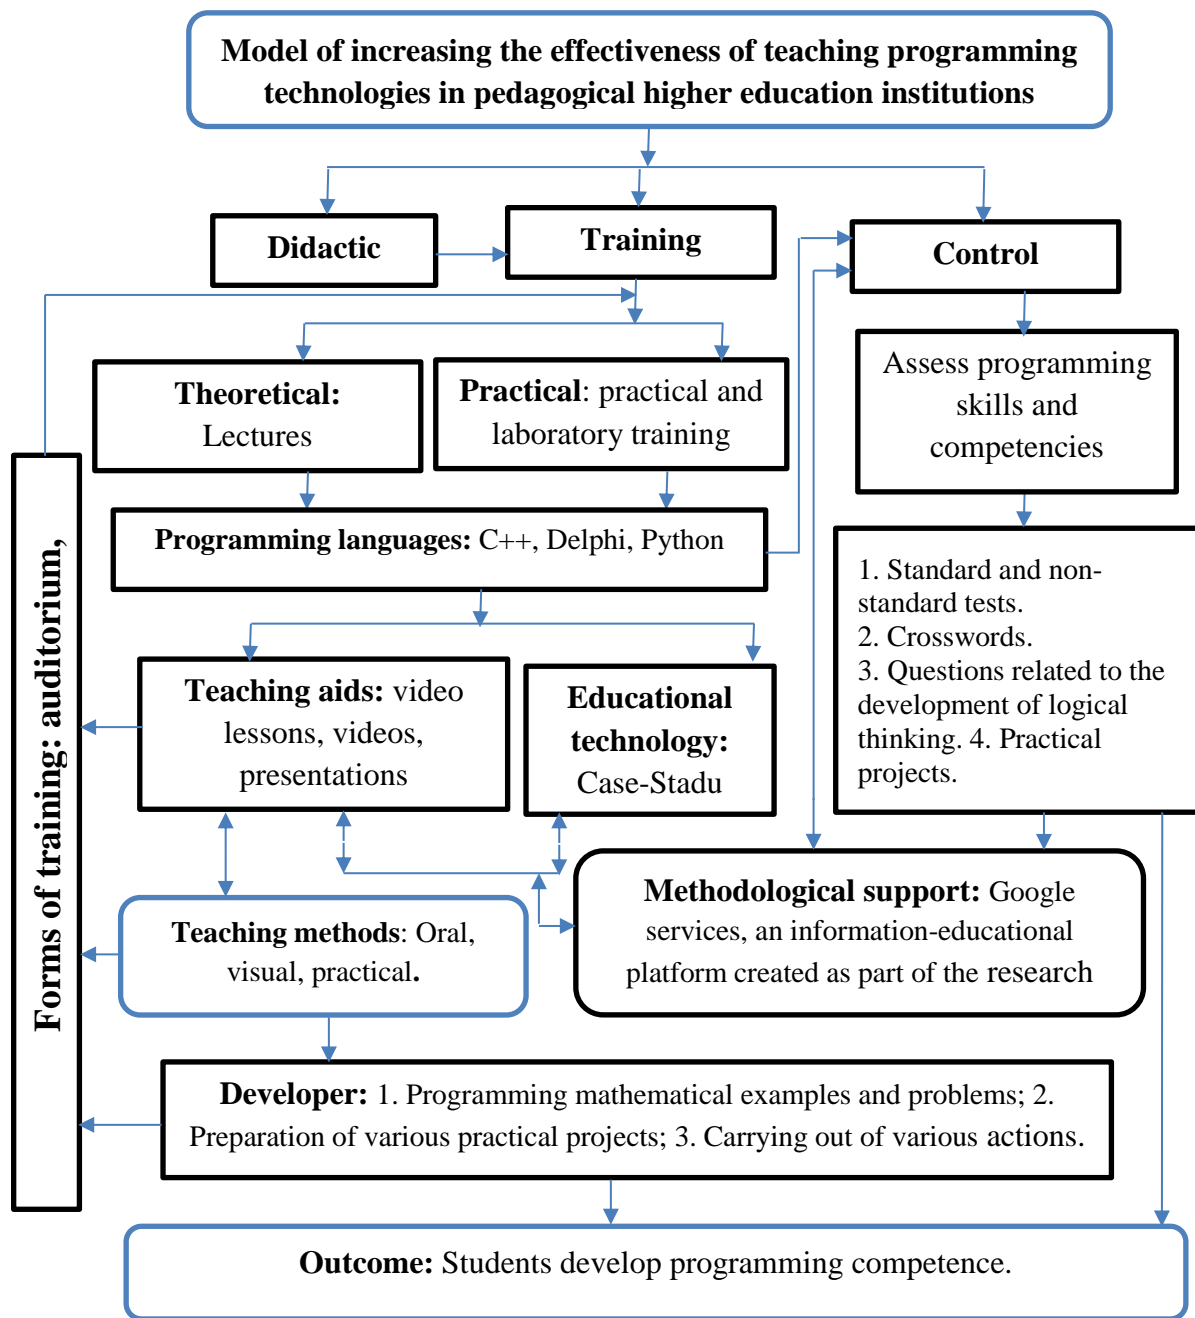 Model of increasing the effectiveness of teaching programming
technologies in pedagogical higher education institutions
Didactic
Training
Control
Theoretical:
Lectures
Practical: practical and
laboratory training
Assess programming
skills and
competencies
Programming languages: C++, Delphi, Python
1. Standard and non-
standard tests.
2. Crosswords.
3. Questions related to the
development of logical
thinking. 4. Practical
projects.
Forms of training: auditorium,
Teaching aids: video
lessons, videos,
presentations
Educational
technology:
Case-Stadu
Teaching methods: Oral,
visual, practical.
Methodological support: Google
services, an information-educational
platform created as part of the research
Developer: 1. Programming mathematical examples and problems; 2.
Preparation of various practical projects; 3. Carrying out of various actions.
Outcome: Students develop programming competence.